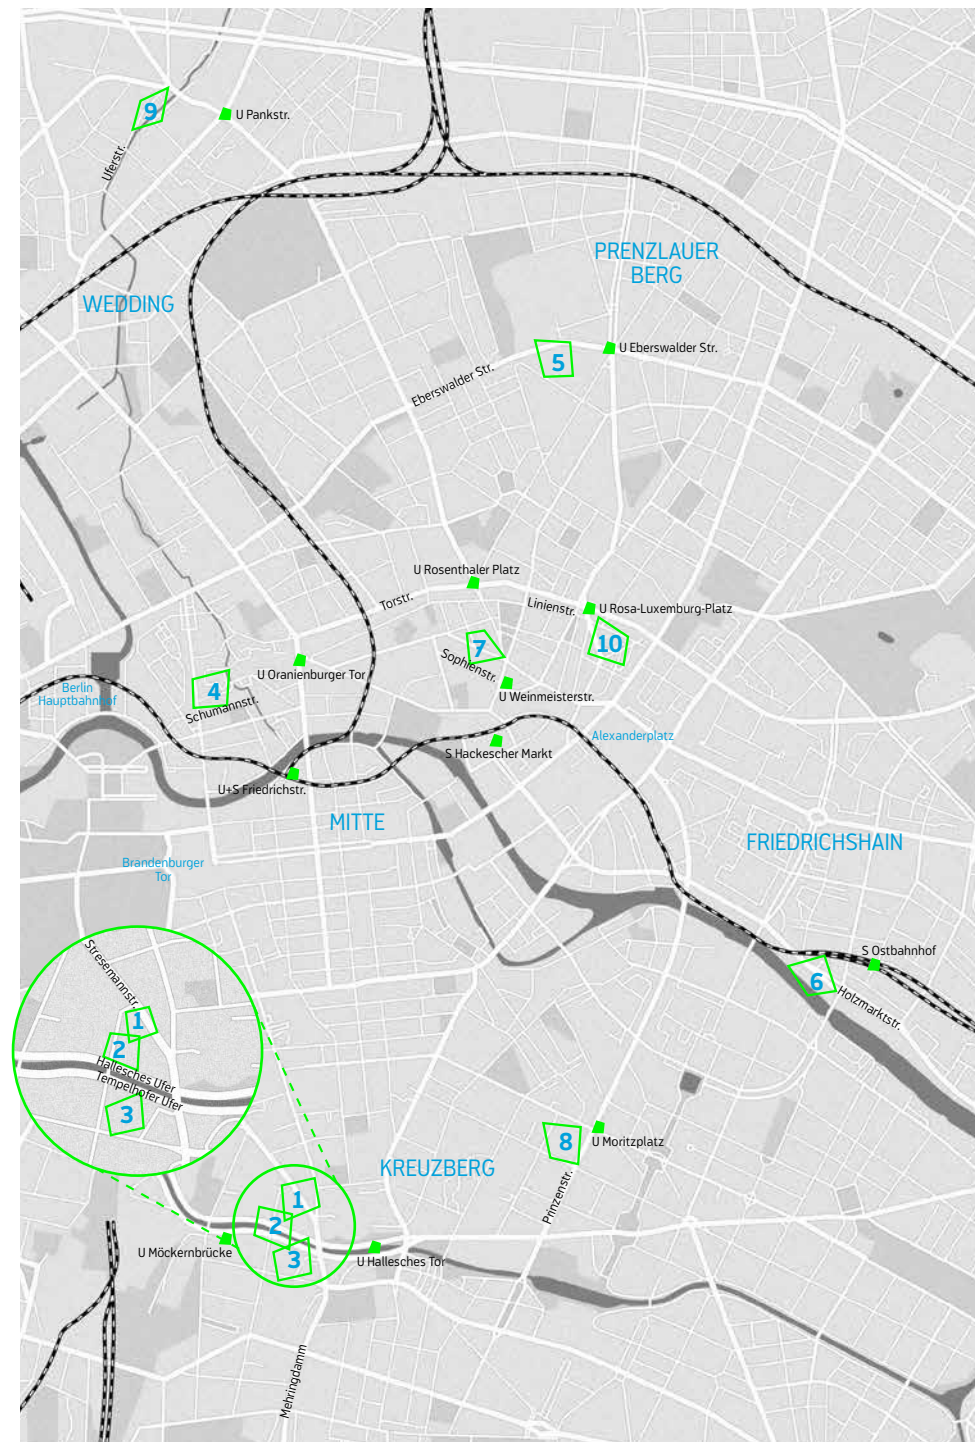 9
U Pankstr.
Uferstr.
PRENZLAUER
BERG
WEDDING
5
U Eberswalder Str.
Eberswalder Str.
U Rosenthaler Platz
Torstr.
Linienstr.
U Rosa-Luxemburg-Platz
7
10
Sophienstr.
U Oranienburger Tor
4
Schumannstr.
U Weinmeisterstr.
Berlin
Hauptbahnhof
Alexanderplatz
S Hackescher Markt
U+S Friedrichstr.
MITTE
FRIEDRICHSHAIN
Brandenburger
Tor
Stresemannstr.
S Ostbahnhof
6
Holzmarktstr.
1
2
Hallesches Ufer
Tempelhofer Ufer
3
8
U Moritzplatz
KREUZBERG
Prinzenstr.
1
2
3
U Möckernbrücke
U Hallesches Tor
Mehringdamm